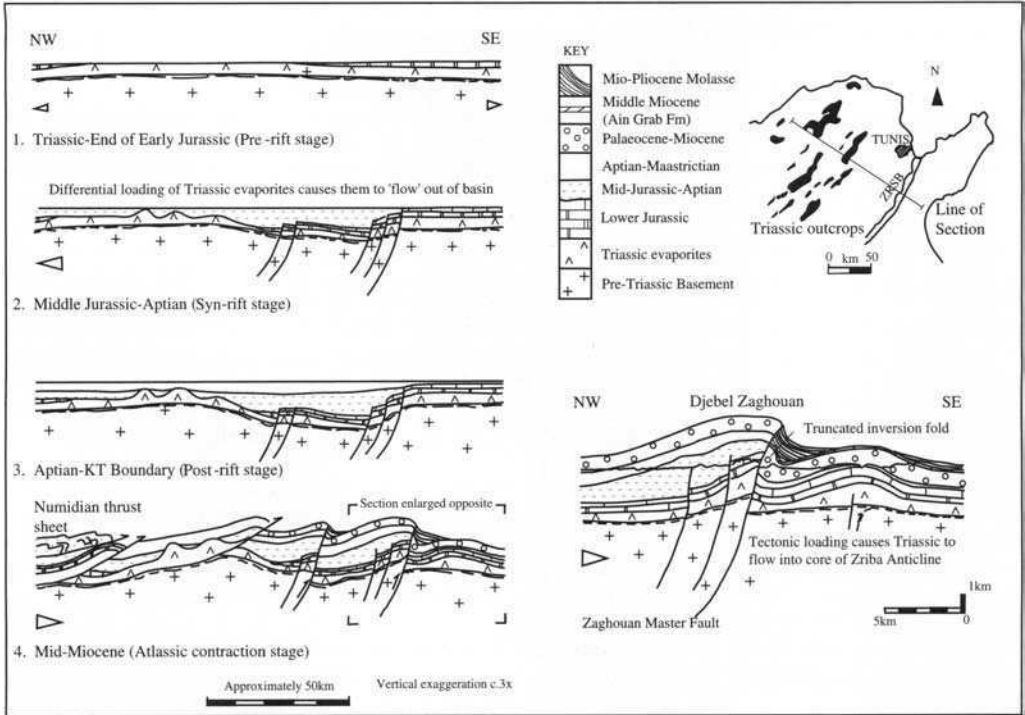 NW SE
1. Triassic-End of Early Jurassic (Pre-rift stage)
Differential loading of Triassic evaporites causes them to 'flow' out of basin
2. Middle Jurassic-Aptian (Syn-rift stage)
3. Aptian-KT Boundary (Post-rift stage)
Numidian thrust
sheet
Section enlarged opposite
4. Mid-Miocene (Atlassic contraction stage)
Approximately 50km Vertical exaggeration c.3x
KEY
Mio-Pliocene Molasse
Middle Miocene
(Ain Grab Fm)
Palaeocene-Miocene
Aptian-Maastrictian
Mid-Jurassic-Aptian
Lower Jurassic
Triassic evaporites
Pre-Triassic Basement
N
TUNIS
ZRSB
Triassic outcrops
Line of
Section
0 km 50
NW Djebel Zaghouan SE
Truncated inversion fold
Tectonic loading causes Triassic to
flow into core of Zriba Anticline
Zaghouan Master Fault
1km
5km 0